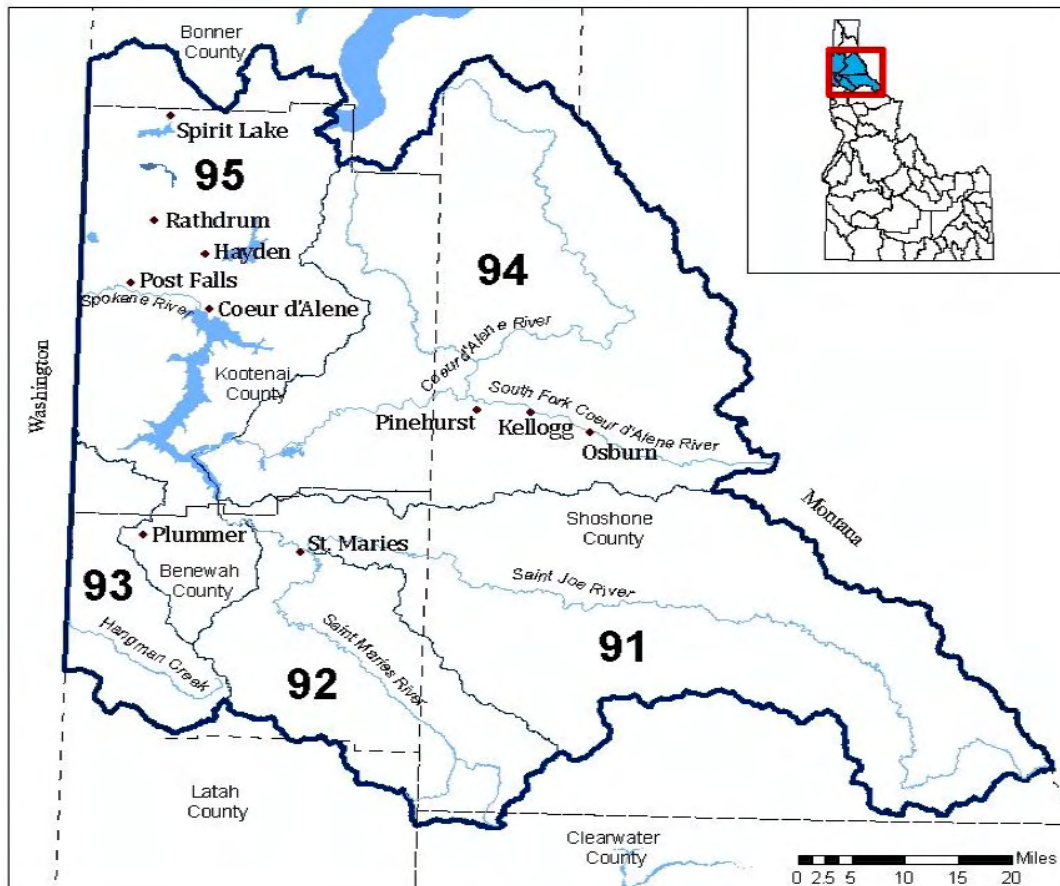 Bonner
County
Spirit Lake
95
Rathdrum
Hayden
94
Post Falls
Spokane River
Coeur d'Alene
Coeur d'Alene River
Washington
Kootenai
County
South Fork Coeur d'Alene River
Pinehurst
Kellogg
Osburn
Montana
Shoshone
County
Plummer
St. Maries
Benewah
County
93
Saint Joe River
Hangman Creek
91
92
Saint Maries River
Latah
County
Clearwater
County
Miles
0 2.5 5 10 15 20